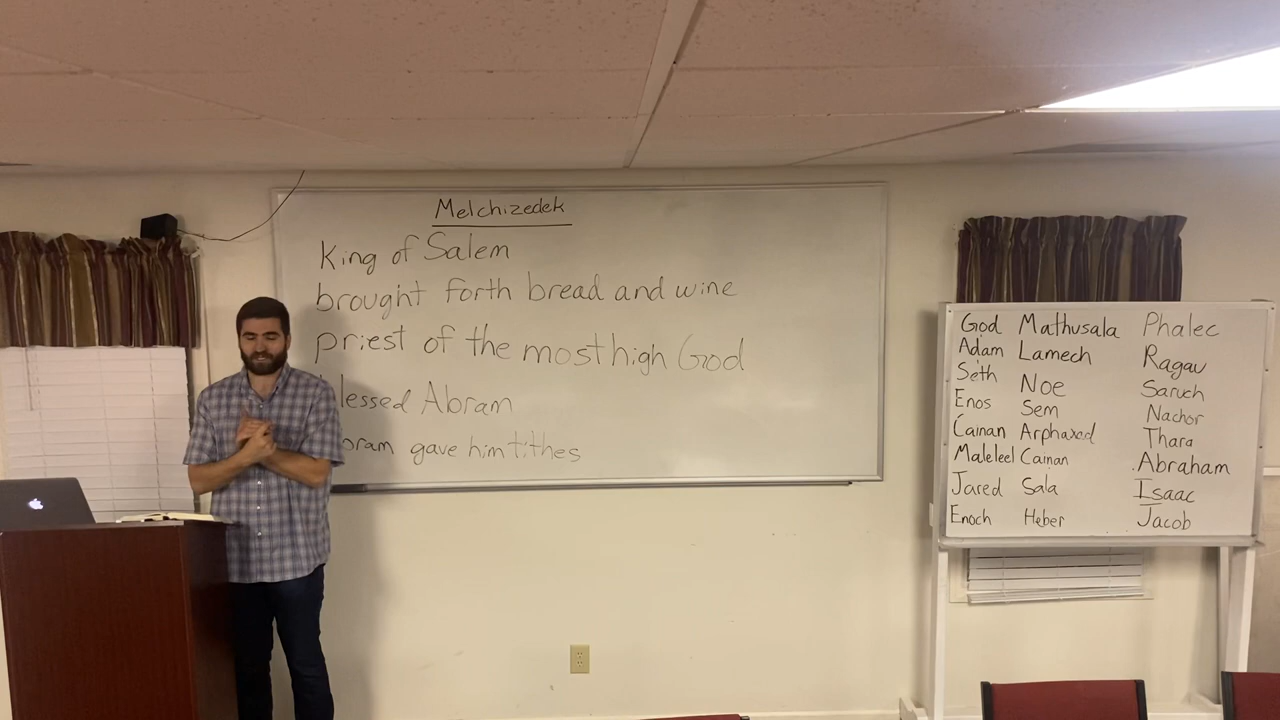 Melchizedek
King of Salem
brought forth bread and wine
priest of the most high God
lessed Abram
bram gave him tithes
God Mathusala Phalec
Adam Lamech Ragau
Seth Noe Saruch
Enos Sem Nachor
Cainan Arphaxad Thara
Maleleel Cainan Abraham
Jared Sala Isaac
Enoch Heber Jacob